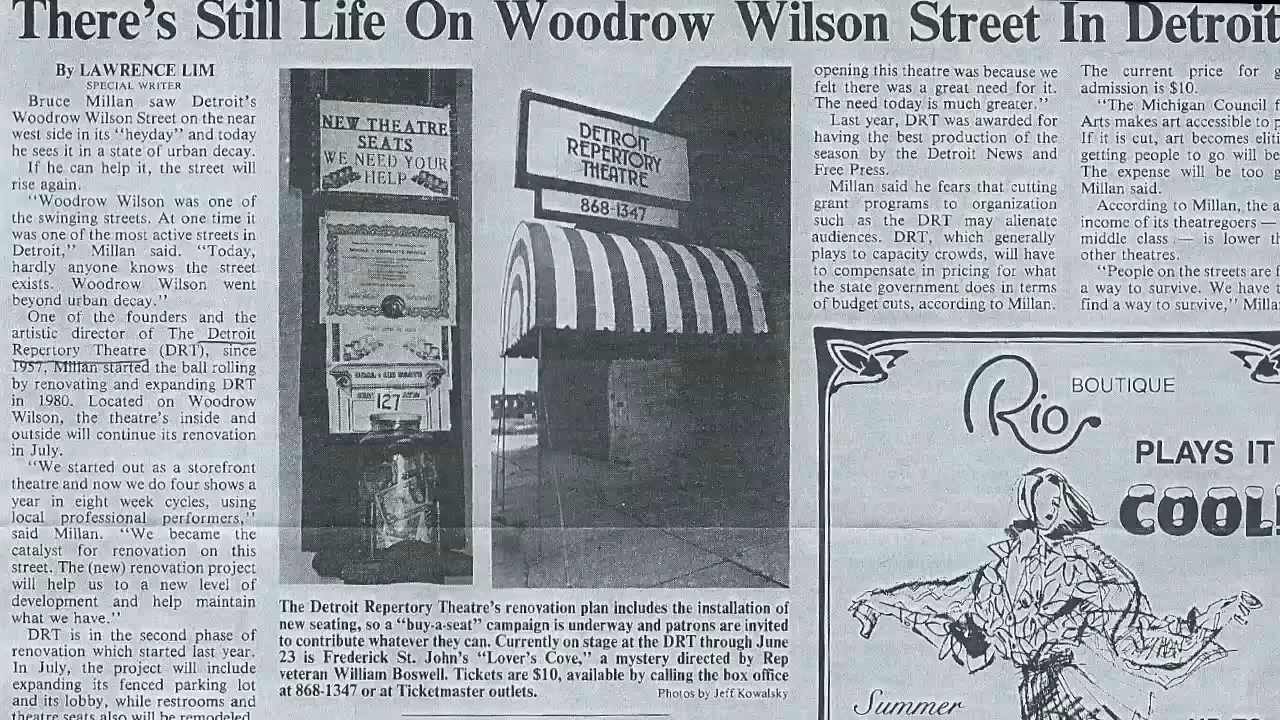 There's Still Life On Woodrow Wilson Street In Detroit
By LAWRENCE LIM
SPECIAL WRITER
Bruce Millan saw Detroit's
Woodrow Wilson Street on the near
west side in its "heyday" and today
he sees it in a state of urban decay.
If he can help it, the street will
rise again.
"Woodrow Wilson was one of
the swinging streets. At one time it
was one of the most active streets in
Detroit," Millan said. "Today,
hardly anyone knows the street
exists. Woodrow Wilson went
beyond urban decay."
One of the founders and the
artistic director of The Detroit
Repertory Theatre (DRT), since
1957, Millan started the ball rolling
by renovating and expanding DRT
in 1980. Located on Woodrow
Wilson, the theatre's inside and
outside will continue its renovation
in July.
"We started out as a storefront
theatre and now we do four shows a
year in eight week cycles, using
local professional performers,"
said Millan. "We became the
catalyst for renovation on this
street. The (new) renovation project
will help us to a new level of
development and help maintain
what we have."
DRT is in the second phase of
renovation which started last year.
In July, the project will include
expanding its fenced parking lot
and its lobby, while restrooms and
theatre seats also will be remodeled.
NEW THEATRE
SEATS
WE NEED YOUR
HELP
127
DETROIT
REPERTORY
THEATRE
868-1347
The Detroit Repertory Theatre's renovation plan includes the installation of
new seating, so a "buy-a-seat" campaign is underway and patrons are invited
to contribute whatever they can. Currently on stage at the DRT through June
23 is Frederick St. John's "Lover's Cove," a mystery directed by Rep
veteran William Boswell. Tickets are $10, available by calling the box office
at 868-1347 or at Ticketmaster outlets.
Photos by Jeff Kowalsky
opening this theatre was because we
felt there was a great need for it.
The need today is much greater."
Last year, DRT was awarded for
having the best production of the
season by the Detroit News and
Free Press.
Millan said he fears that cutting
grant programs to organization
such as the DRT may alienate
audiences. DRT, which generally
plays to capacity crowds, will have
to compensate in pricing for what
the state government does in terms
of budget cuts, according to Millan.
The current price for g
admission is $10.
"The Michigan Council f
Arts makes art accessible to p
If it is cut, art becomes eliti
getting people to go will be
The expense will be too g
Millan said.
According to Millan, the a
income of its theatregoers —
middle class — is lower th
other theatres.
"People on the streets are
a way to survive. We have t
find a way to survive," Milla
Rio
BOUTIQUE
PLAYS IT
COOL
Summer